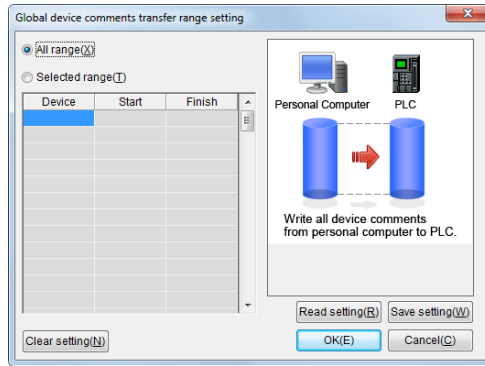 Global device comments transfer range setting
All range(X)
Selected range(T)
Device Start Finish
Personal Computer PLC
Write all device comments
from personal computer to PLC.
Read setting(R) Save setting(W)
Clear setting(N) OK(E) Cancel(C)